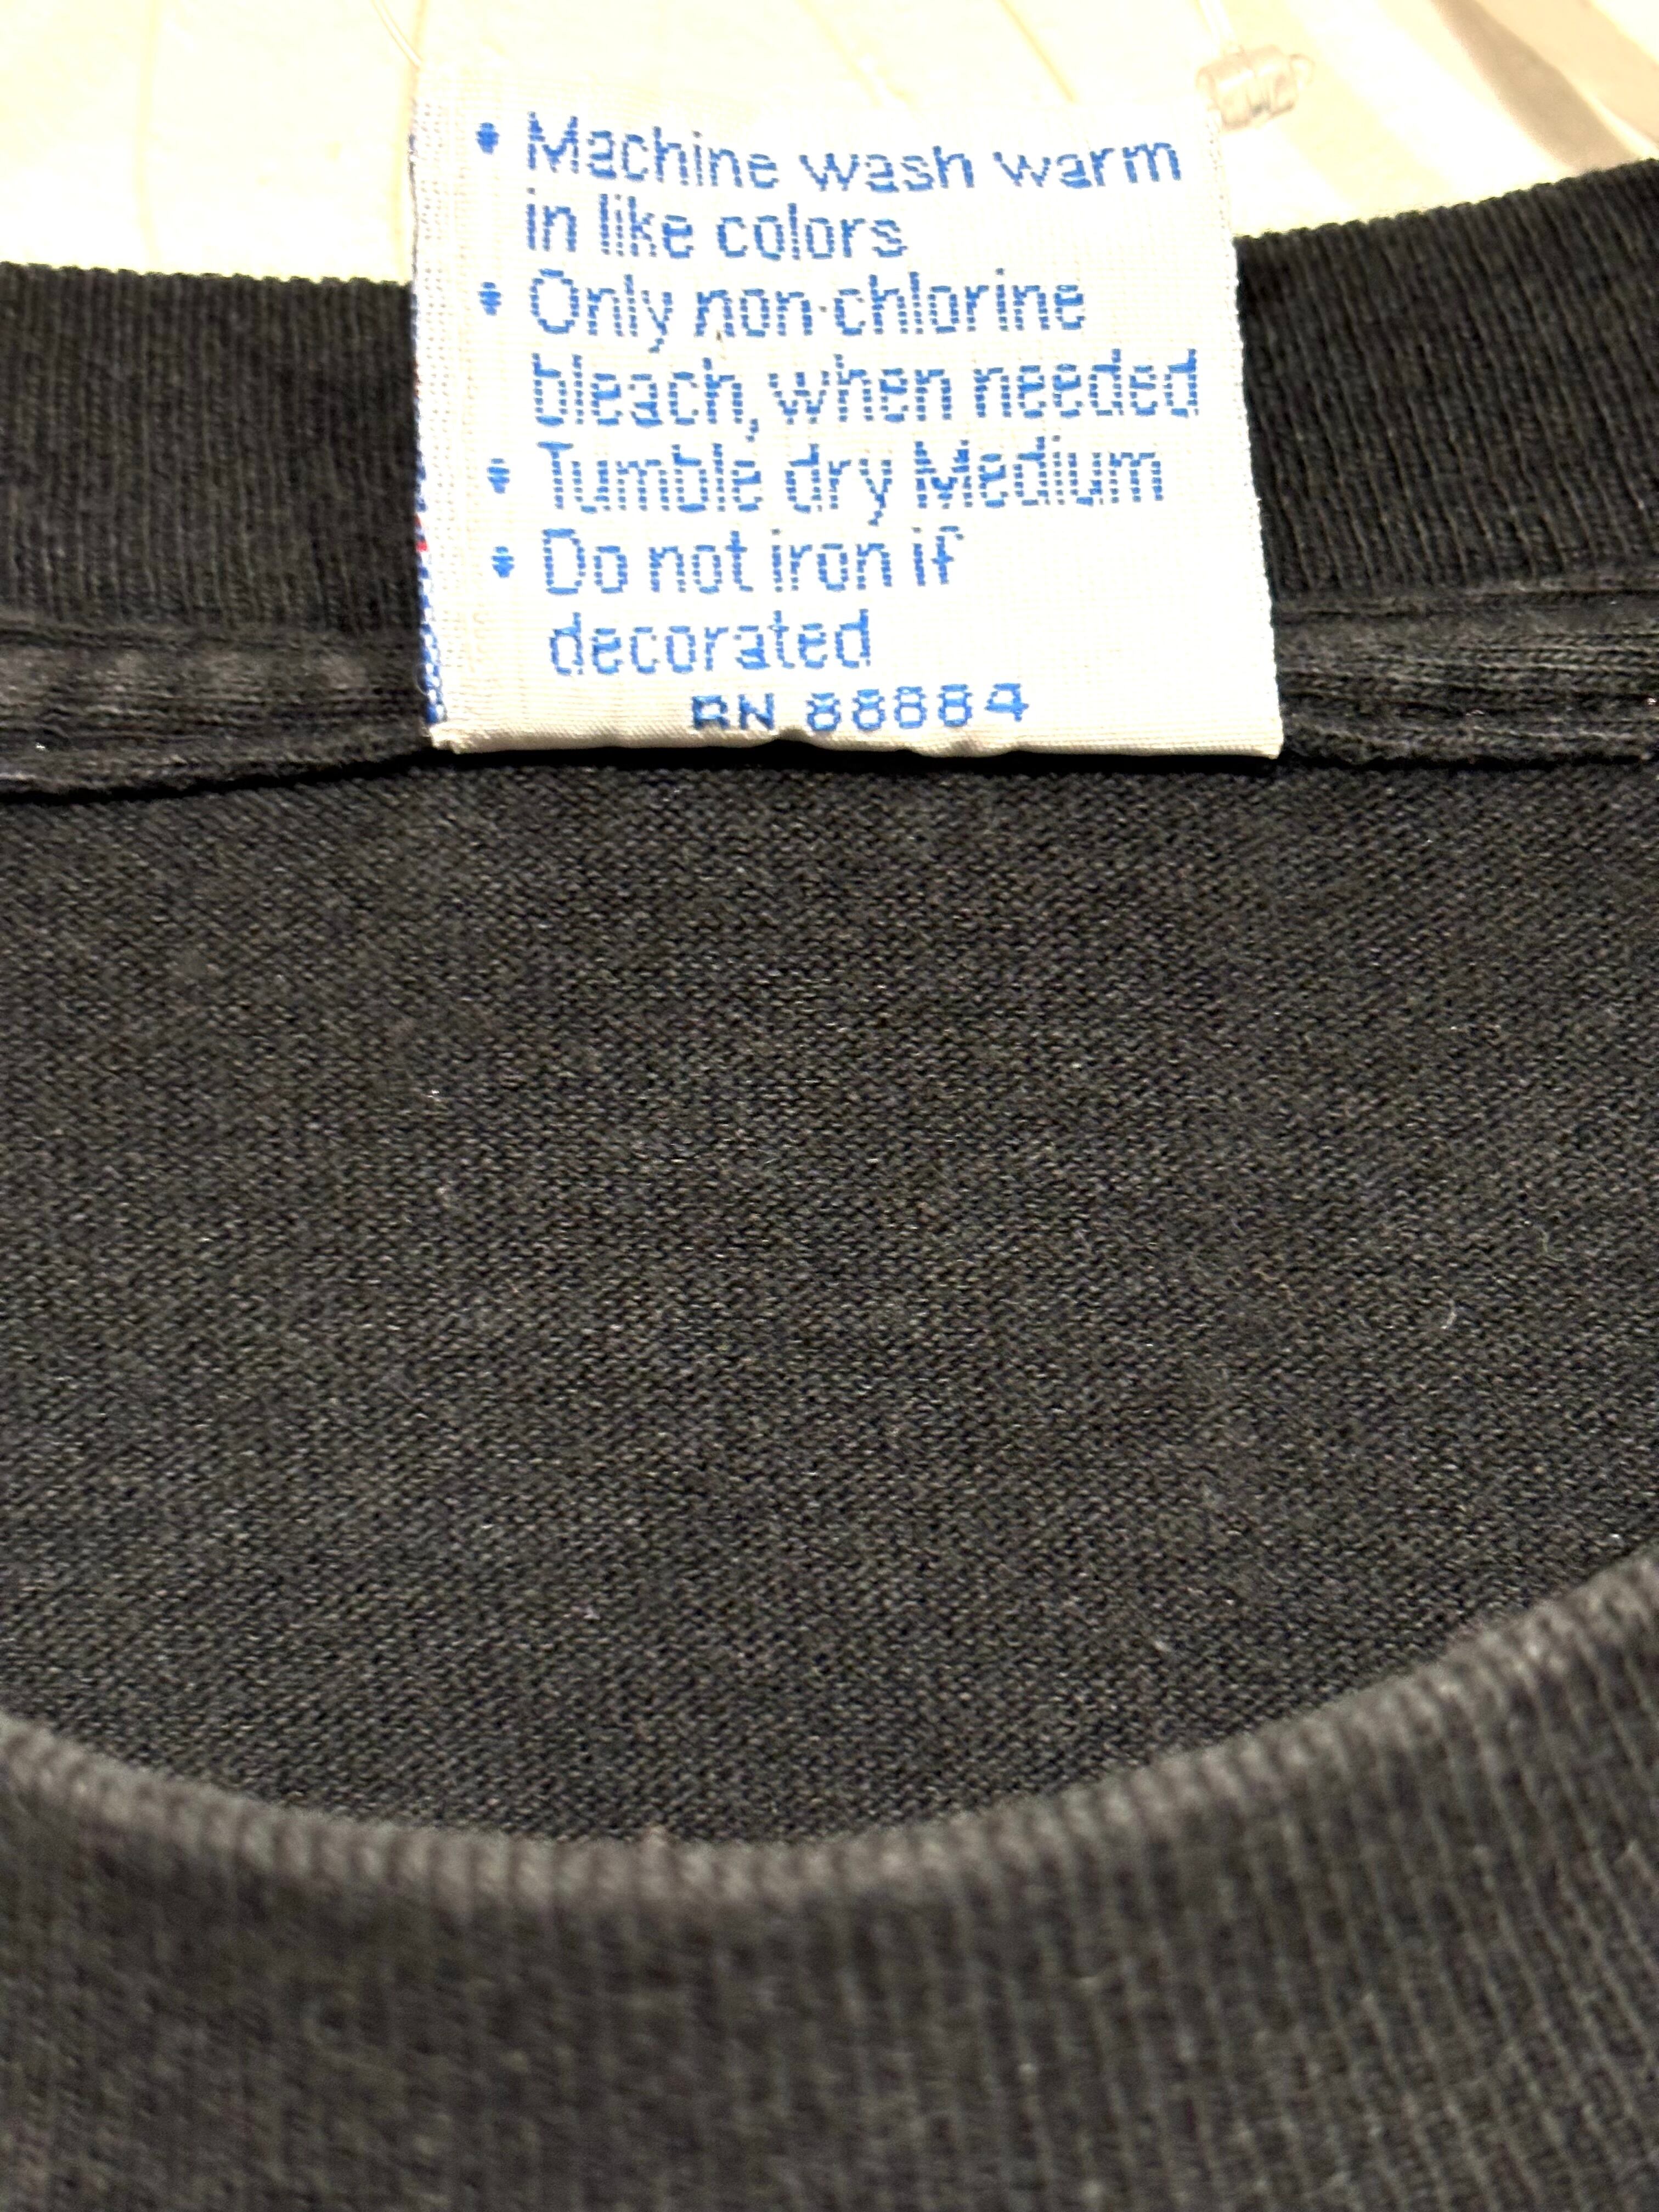 • Machine wash warm
in like colors
• Only non-chlorine
bleach, when needed
• Tumble dry Medium
• Do not iron if
decorated
RN 88884